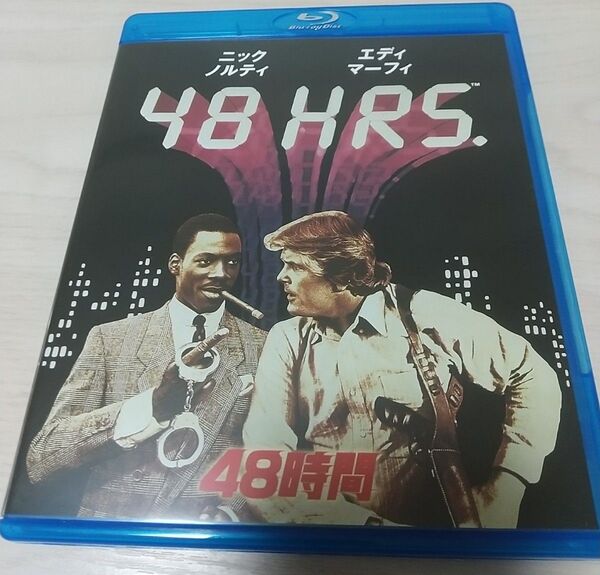 Blu-ray Disc
ニック エディ
ノルティ マーフィ
48 HRS.™
48時間